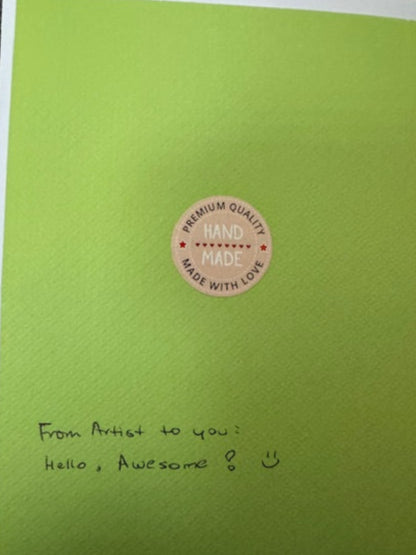 PREMIUM QUALITY
HAND
MADE
MADE WITH LOVE
From Artist to you:
Hello, Awesome! :)